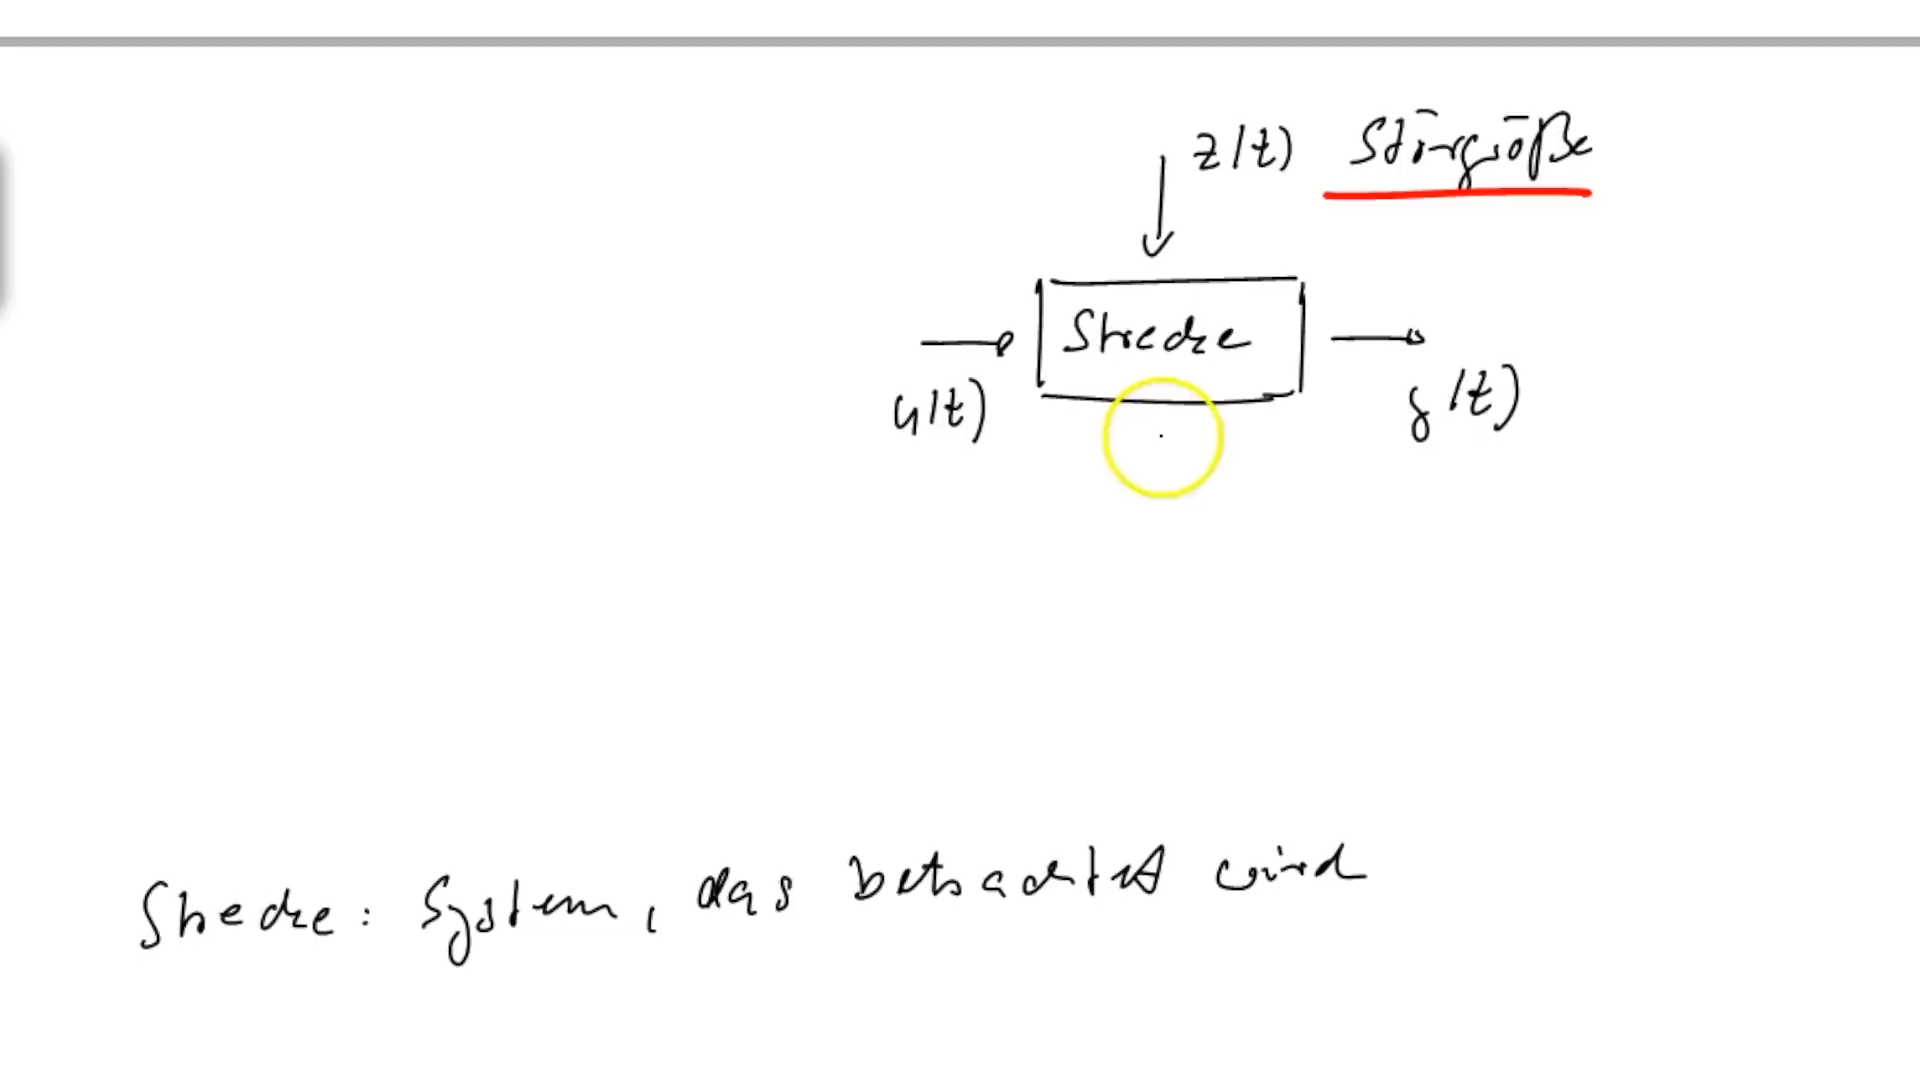 z(t) Störgröße
Strecke
u(t) y(t)
Strecke: System, das betrachtet wird